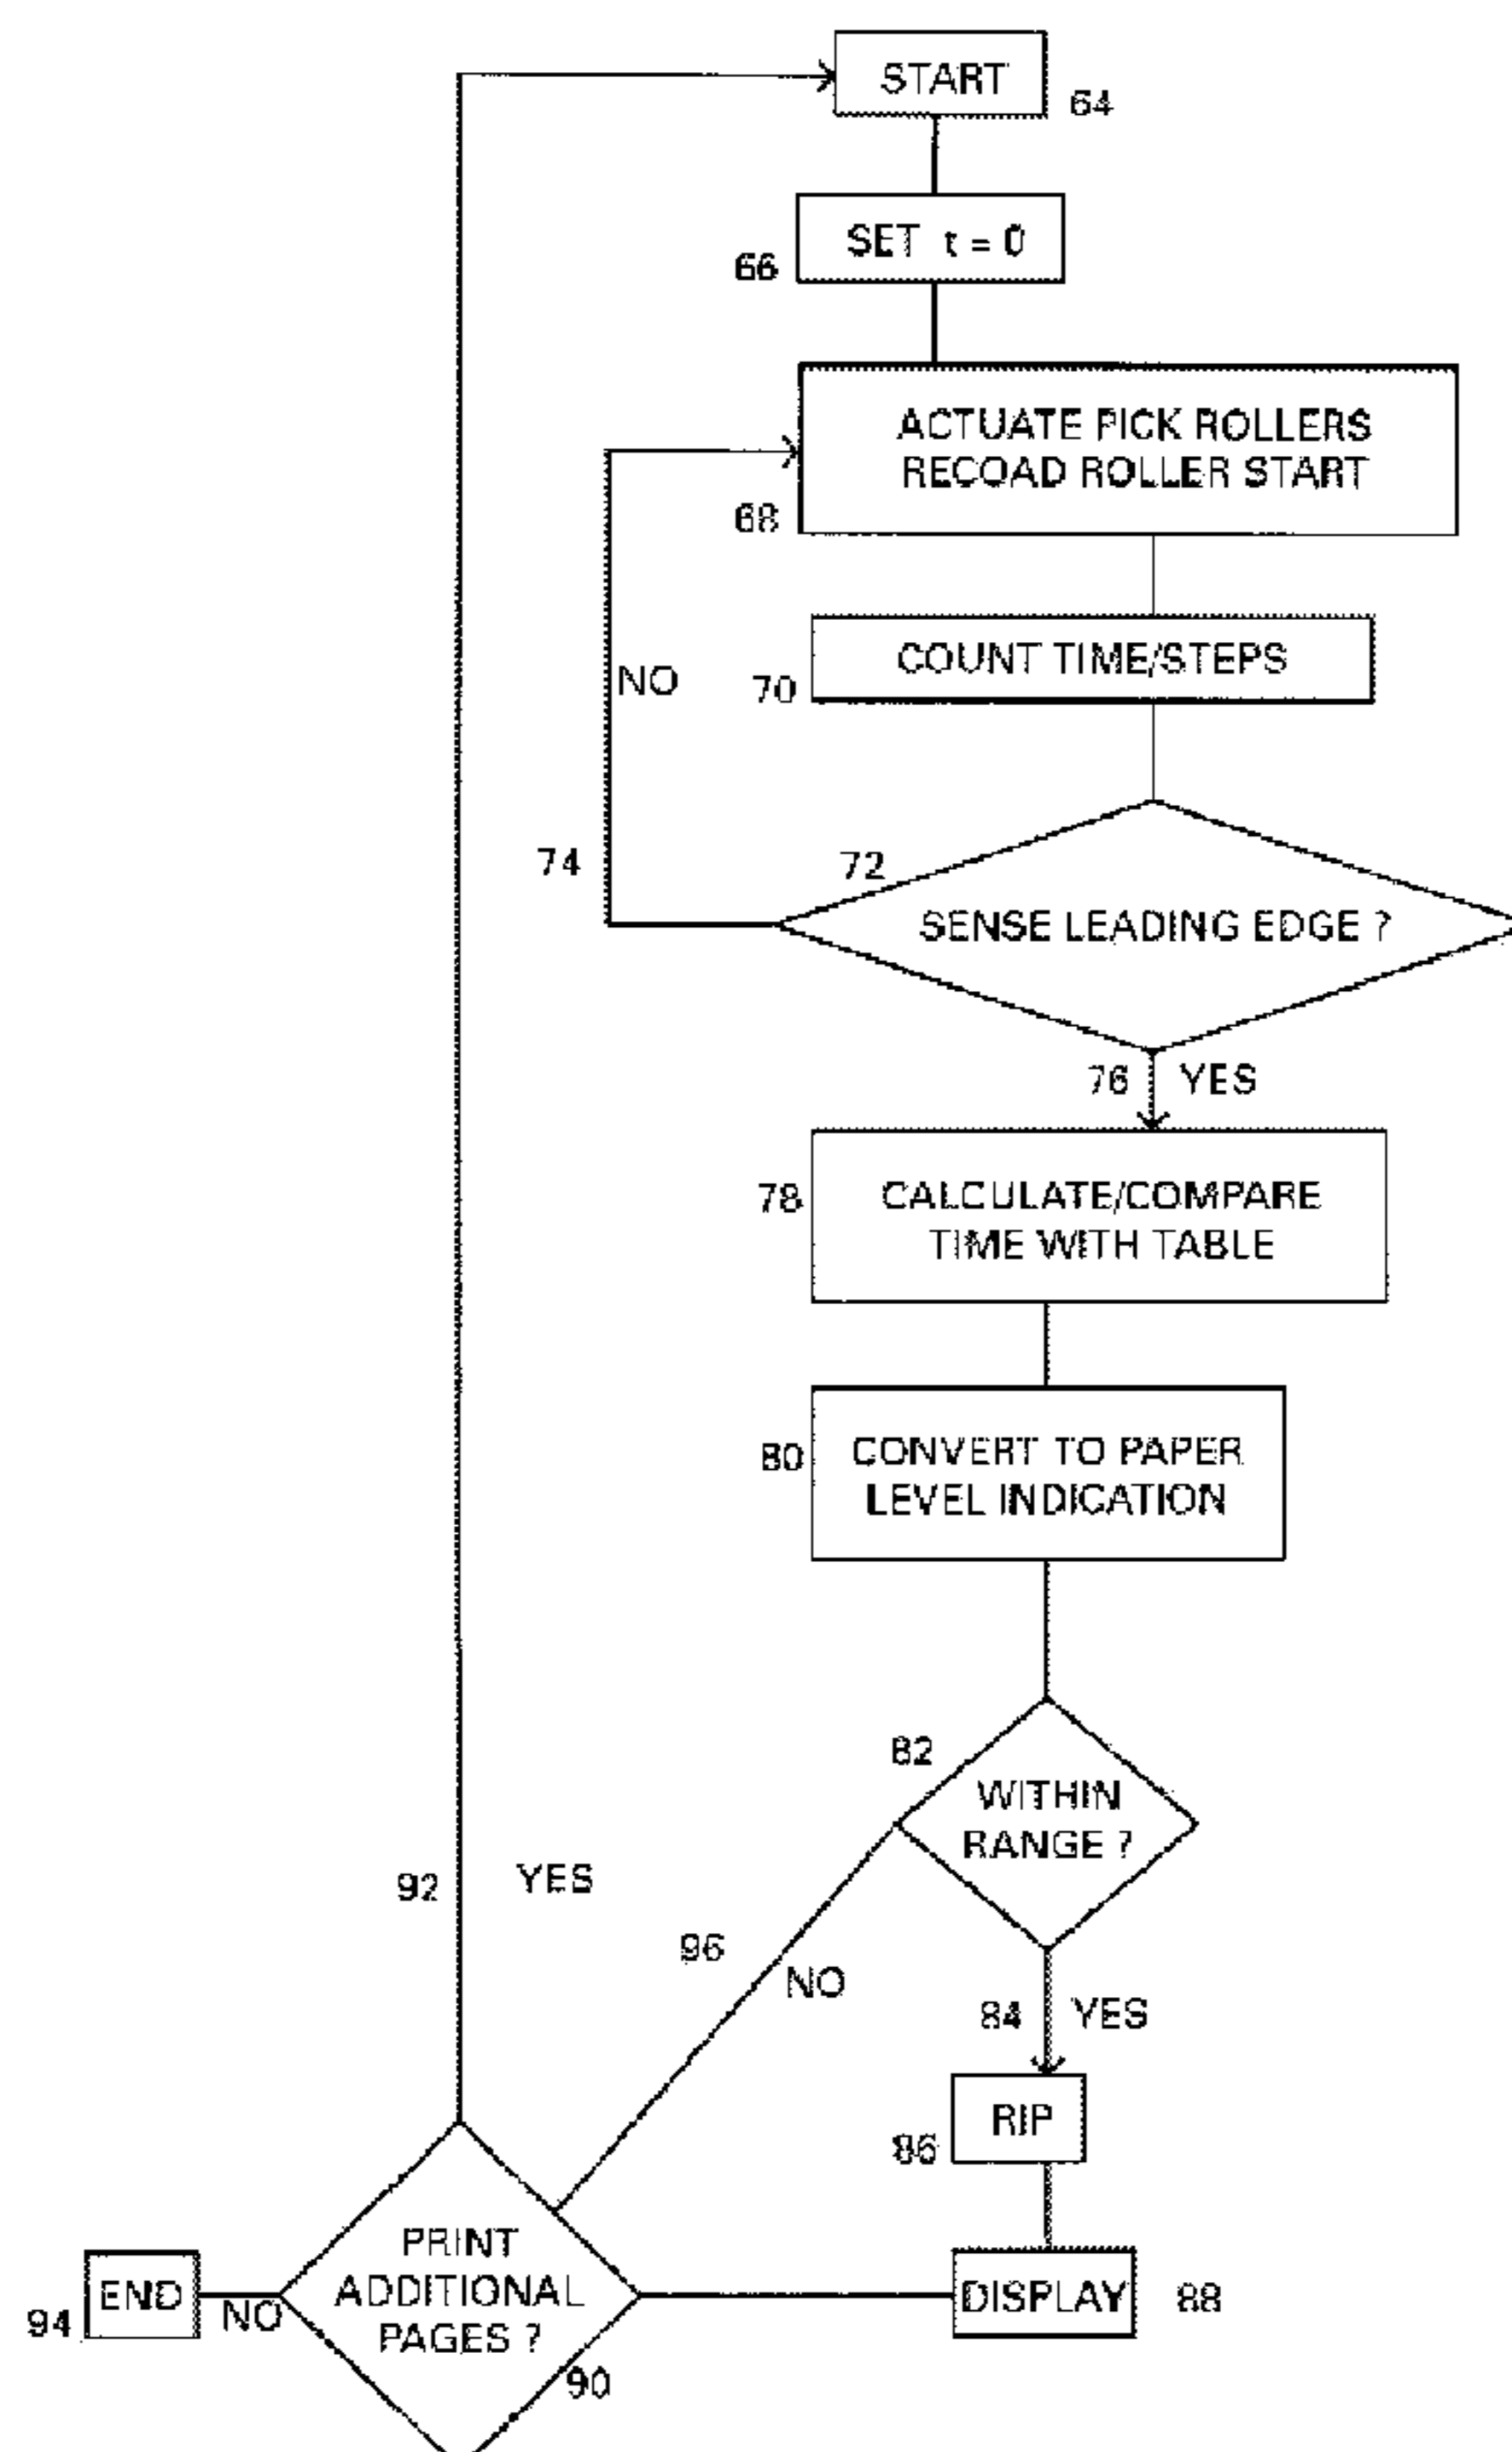 START
64
SET t = 0
66
ACTUATE PICK ROLLERS
RECOAD ROLLER START
68
COUNT TIME/STEPS
70
NO
74
72
SENSE LEADING EDGE ?
76
YES
CALCULATE/COMPARE
TIME WITH TABLE
78
CONVERT TO PAPER
LEVEL INDICATION
80
82
WITHIN
RANGE ?
92
YES
96
NO
84
YES
RIP
86
PRINT
ADDITIONAL
PAGES ?
90
DISPLAY
88
END
94
NO